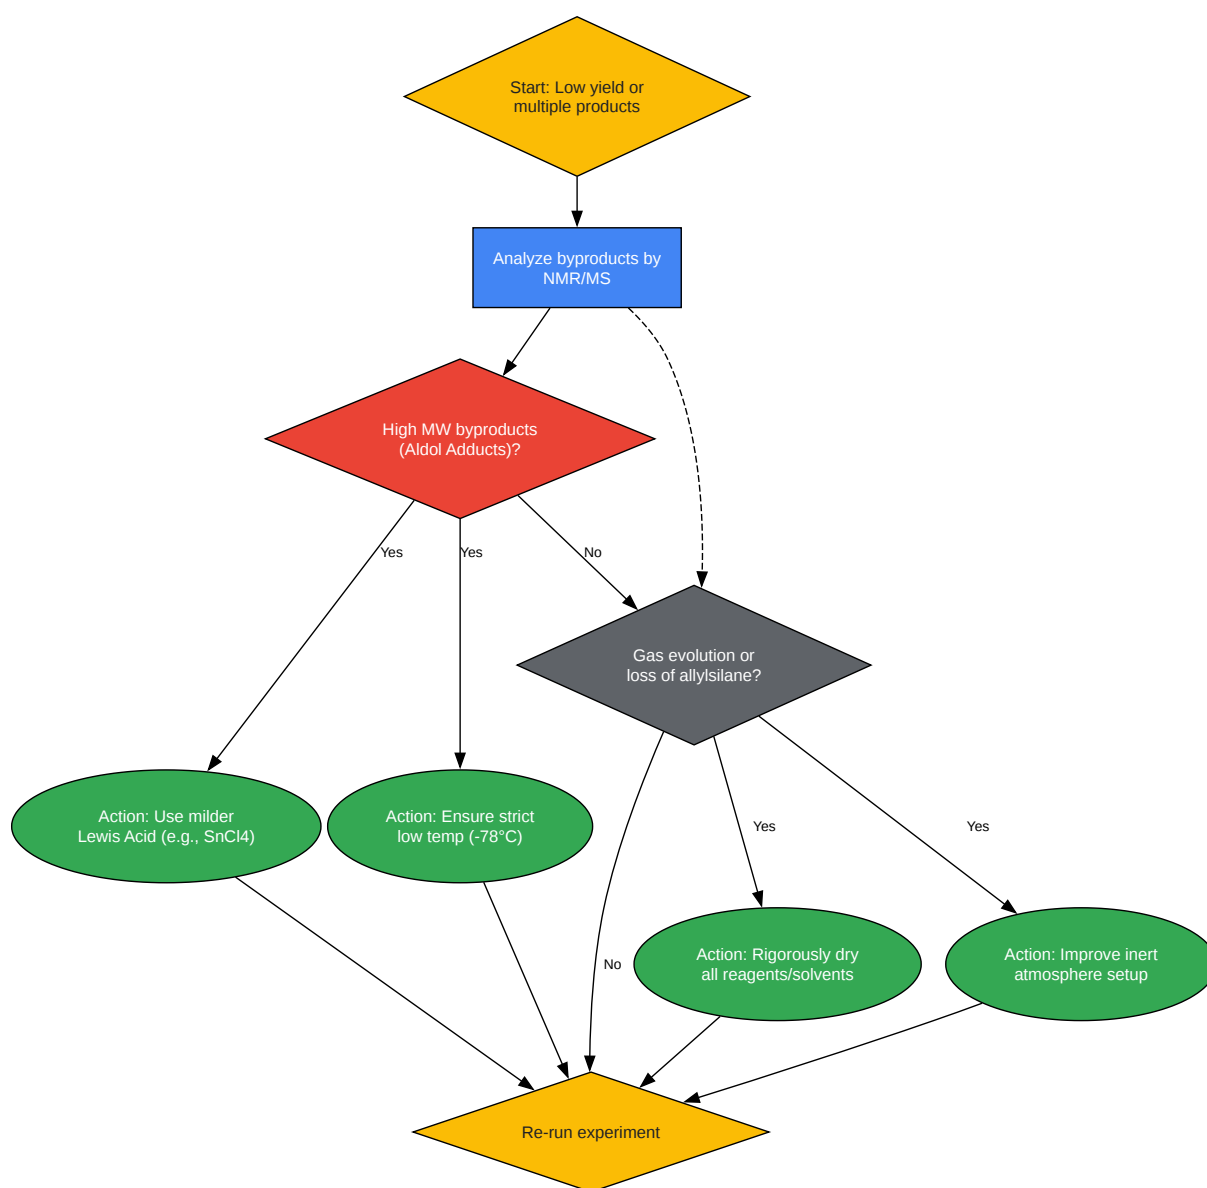 Start: Low yield or
multiple products
Analyze byproducts by
NMR/MS
High MW byproducts
(Aldol Adducts)?
Yes
Yes
No
Gas evolution or
loss of allylsilane?
Action: Use milder
Lewis Acid (e.g., SnCl4)
Action: Ensure strict
low temp (-78°C)
Yes
Yes
No
Action: Rigorously dry
all reagents/solvents
Action: Improve inert
atmosphere setup
Re-run experiment